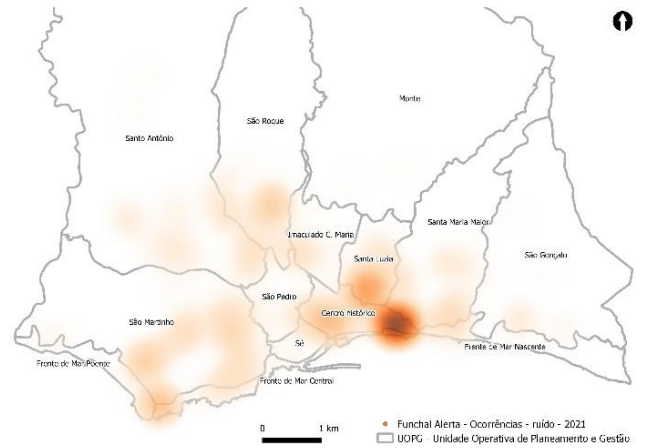 Monte
São Roque
Santo António
Santa Maria Maior
Imaculado C. Maria
São Gonçalo
Santa Luzia
São Pedro
Centro histórico
São Martinho
Sé
Frente de Mar Nascente
Frente de Mar Poente
Frente de Mar Central
0 1 km
Funchal Alerta - Ocorrências - ruído - 2021
UOPG - Unidade Operativa de Planeamento e Gestão